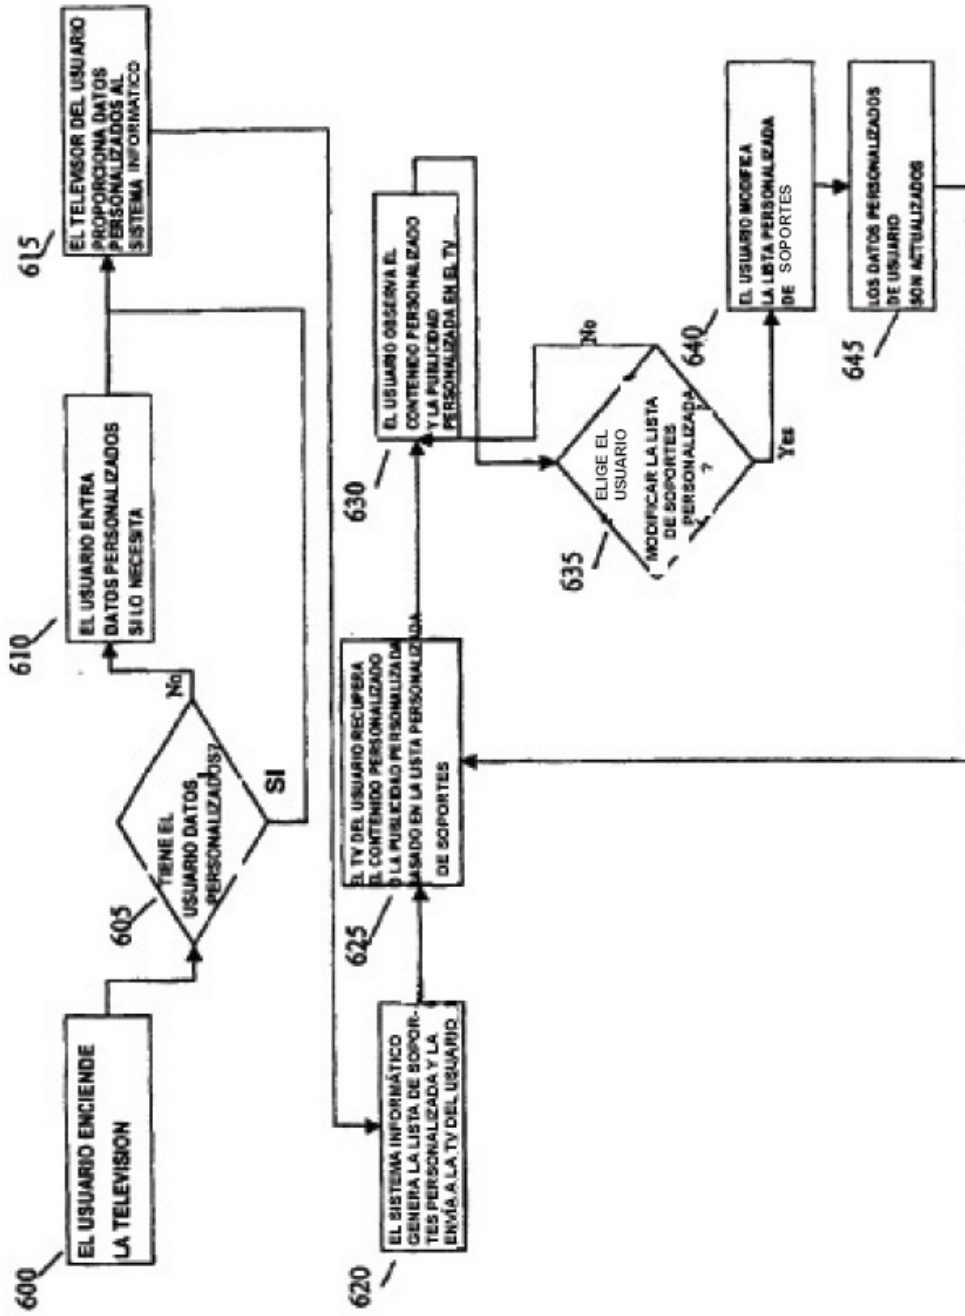 600
EL USUARIO ENCIENDE
LA TELEVISION
605
TIENE EL
USUARIO DATOS
PERSONALIZADOS?
No
SI
610
EL USUARIO ENTRA
DATOS PERSONALIZADOS
SI LO NECESITA
615
EL TELEVISOR DEL USUARIO
PROPORCIONA DATOS
PERSONALIZADOS AL
SISTEMA INFORMATICO
620
EL SISTEMA INFORMÁTICO
GENERA LA LISTA DE SOPOR-
TES PERSONALIZADA Y LA
ENVÍA A LA TV DEL USUARIO
625
EL TV DEL USUARIO RECUPERA
EL CONTENIDO PERSONALIZADO
O LA PUBLICIDAD PERSONALIZADA
BASADO EN LA LISTA PERSONALIZADA
DE SOPORTES
630
EL USUARIO OBSERVA EL
CONTENIDO PERSONALIZADO
Y LA PUBLICIDAD
PERSONALIZADA EN EL TV
635
ELIGE EL
USUARIO
MODIFICAR LA LISTA
DE SOPORTES
PERSONALIZADA
?
No
Yes
640
EL USUARIO MODIFICA
LA LISTA PERSONALIZADA
DE SOPORTES
645
LOS DATOS PERSONALIZADOS
DE USUARIO
SON ACTUALIZADOS